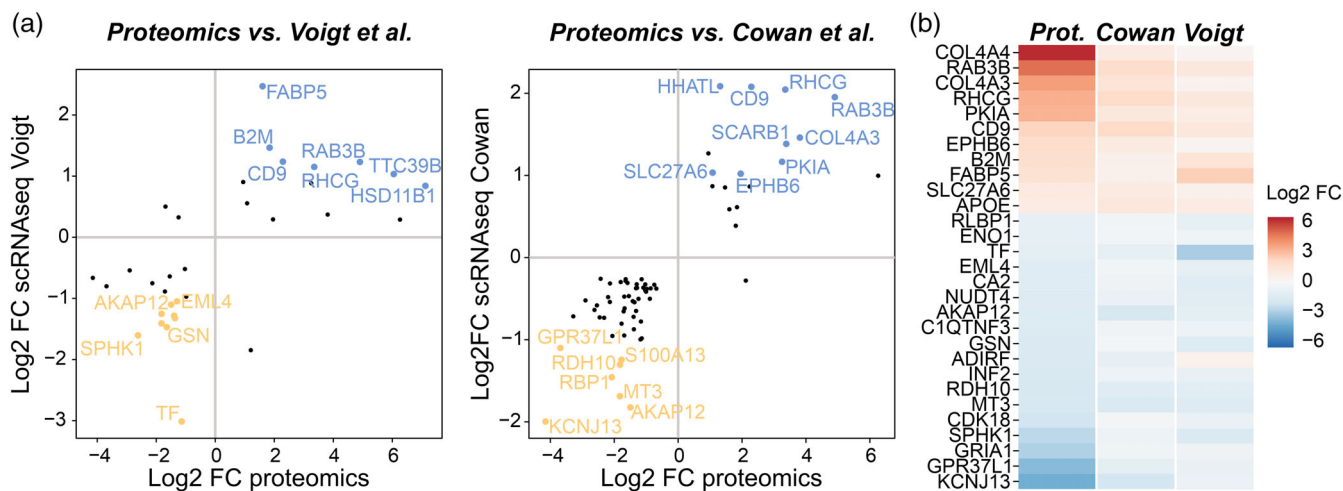 (a)
Proteomics vs. Voigt et al.
Log2 FC scRNAseq Voigt
2
1
0
−1
−2
−3
FABP5
B2M
CD9
RAB3B
RHCG
TTC39B
HSD11B1
AKAP12
EML4
GSN
SPHK1
TF
−4
−2
0
2
4
6
Log2 FC proteomics
Proteomics vs. Cowan et al.
Log2FC scRNAseq Cowan
2
1
0
−1
−2
HHATL
CD9
RHCG
RAB3B
SCARB1
COL4A3
PKIA
SLC27A6
EPHB6
GPR37L1
RDH10
S100A13
RBP1
MT3
AKAP12
KCNJ13
−4
−2
0
2
4
6
Log2 FC proteomics
(b)
Prot. Cowan Voigt
COL4A4
RAB3B
COL4A3
RHCG
PKIA
CD9
EPHB6
B2M
FABP5
SLC27A6
APOE
RLBP1
ENO1
TF
EML4
CA2
NUDT4
AKAP12
C1QTNF3
GSN
ADIRF
INF2
RDH10
MT3
CDK18
SPHK1
GRIA1
GPR37L1
KCNJ13
Log2 FC
6
3
0
−3
−6